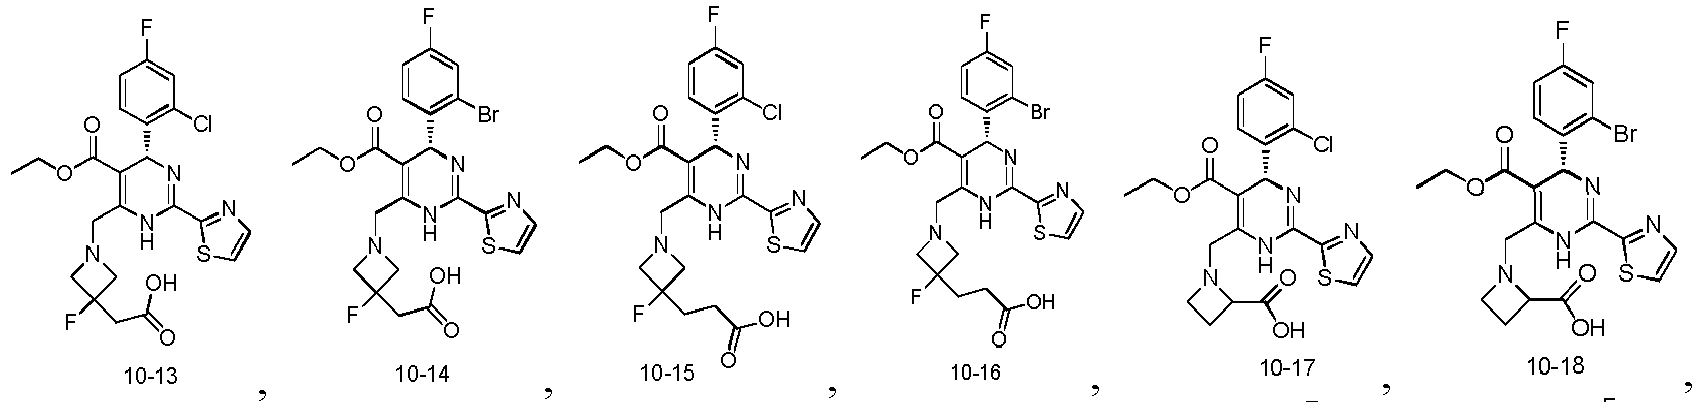 F F F F F F
Cl Br Cl Br Cl Br
O O O O O O
O O O O O O
N N N N N N
N N N N N N
N H N H N H N H N H N H
S S S S S S
N N N N N N
F OH O F OH O F OH O F OH O O OH O OH
10-13 , 10-14 , 10-15 , 10-16 , 10-17 , 10-18 ,